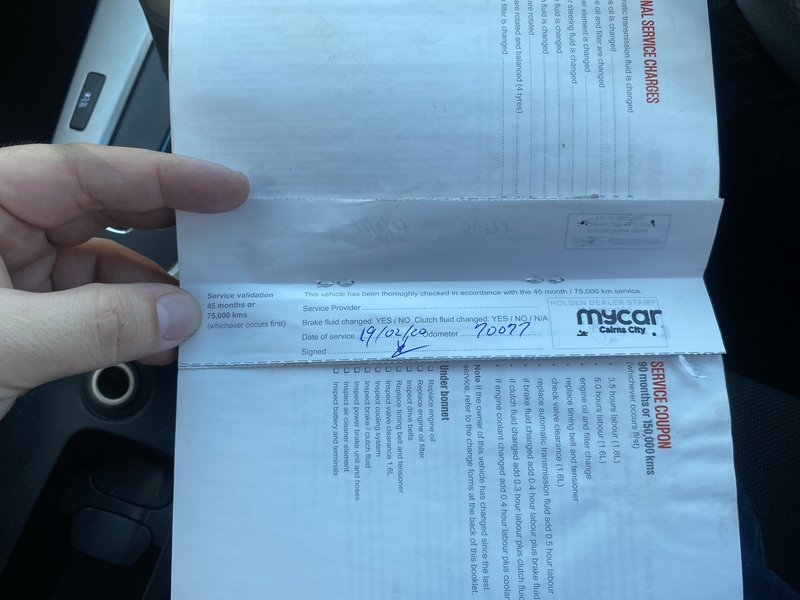 NAL SERVICE CHARGES
matic transmission fluid is changed
oil is changed
oil and filter are changed
element is changed
steering fluid is changed
fluid is changed
fluid is changed
are rotated
are rotated and balanced (4 tyres)
filter is changed
Service validation
45 months or
75,000 kms
(whichever occurs first)
This vehicle has been thoroughly checked in accordance with the 45 month / 75,000 km service.
Service Provider
Brake fluid changed: YES / NO Clutch fluid changed: YES / NO / N/A
Date of service 19/02/20 Odometer 70077
Signed
HOLDEN DEALER STAMP
mycar
Cairns City
SERVICE COUPON
90 months or 150,000 kms
(whichever occurs first)
3.5 hours labour (1.8L)
5.0 hours labour (1.6L)
engine oil and filter change
replace timing belt and tensioner
check valve clearance (1.6L)
replace automatic transmission fluid add 0.5 hour labour
if brake fluid changed add 0.4 hour labour plus brake fluid
if clutch fluid changed add 0.3 hour labour plus clutch fluid
if engine coolant changed add 0.4 hour labour plus coolan
Note If the owner of this vehicle has changed since the last
service, refer to the change forms at the back of this booklet.
Under bonnet
❑ Replace engine oil
❑ Replace engine oil filter
❑ Inspect drive belts
❑ Replace timing belt and tensioner
❑ Inspect valve clearance 1.6L
❑ Inspect cooling system
❑ Inspect brake / clutch fluid
❑ Inspect power brake unit and hoses
❑ Inspect air cleaner element
❑ Inspect battery and terminals